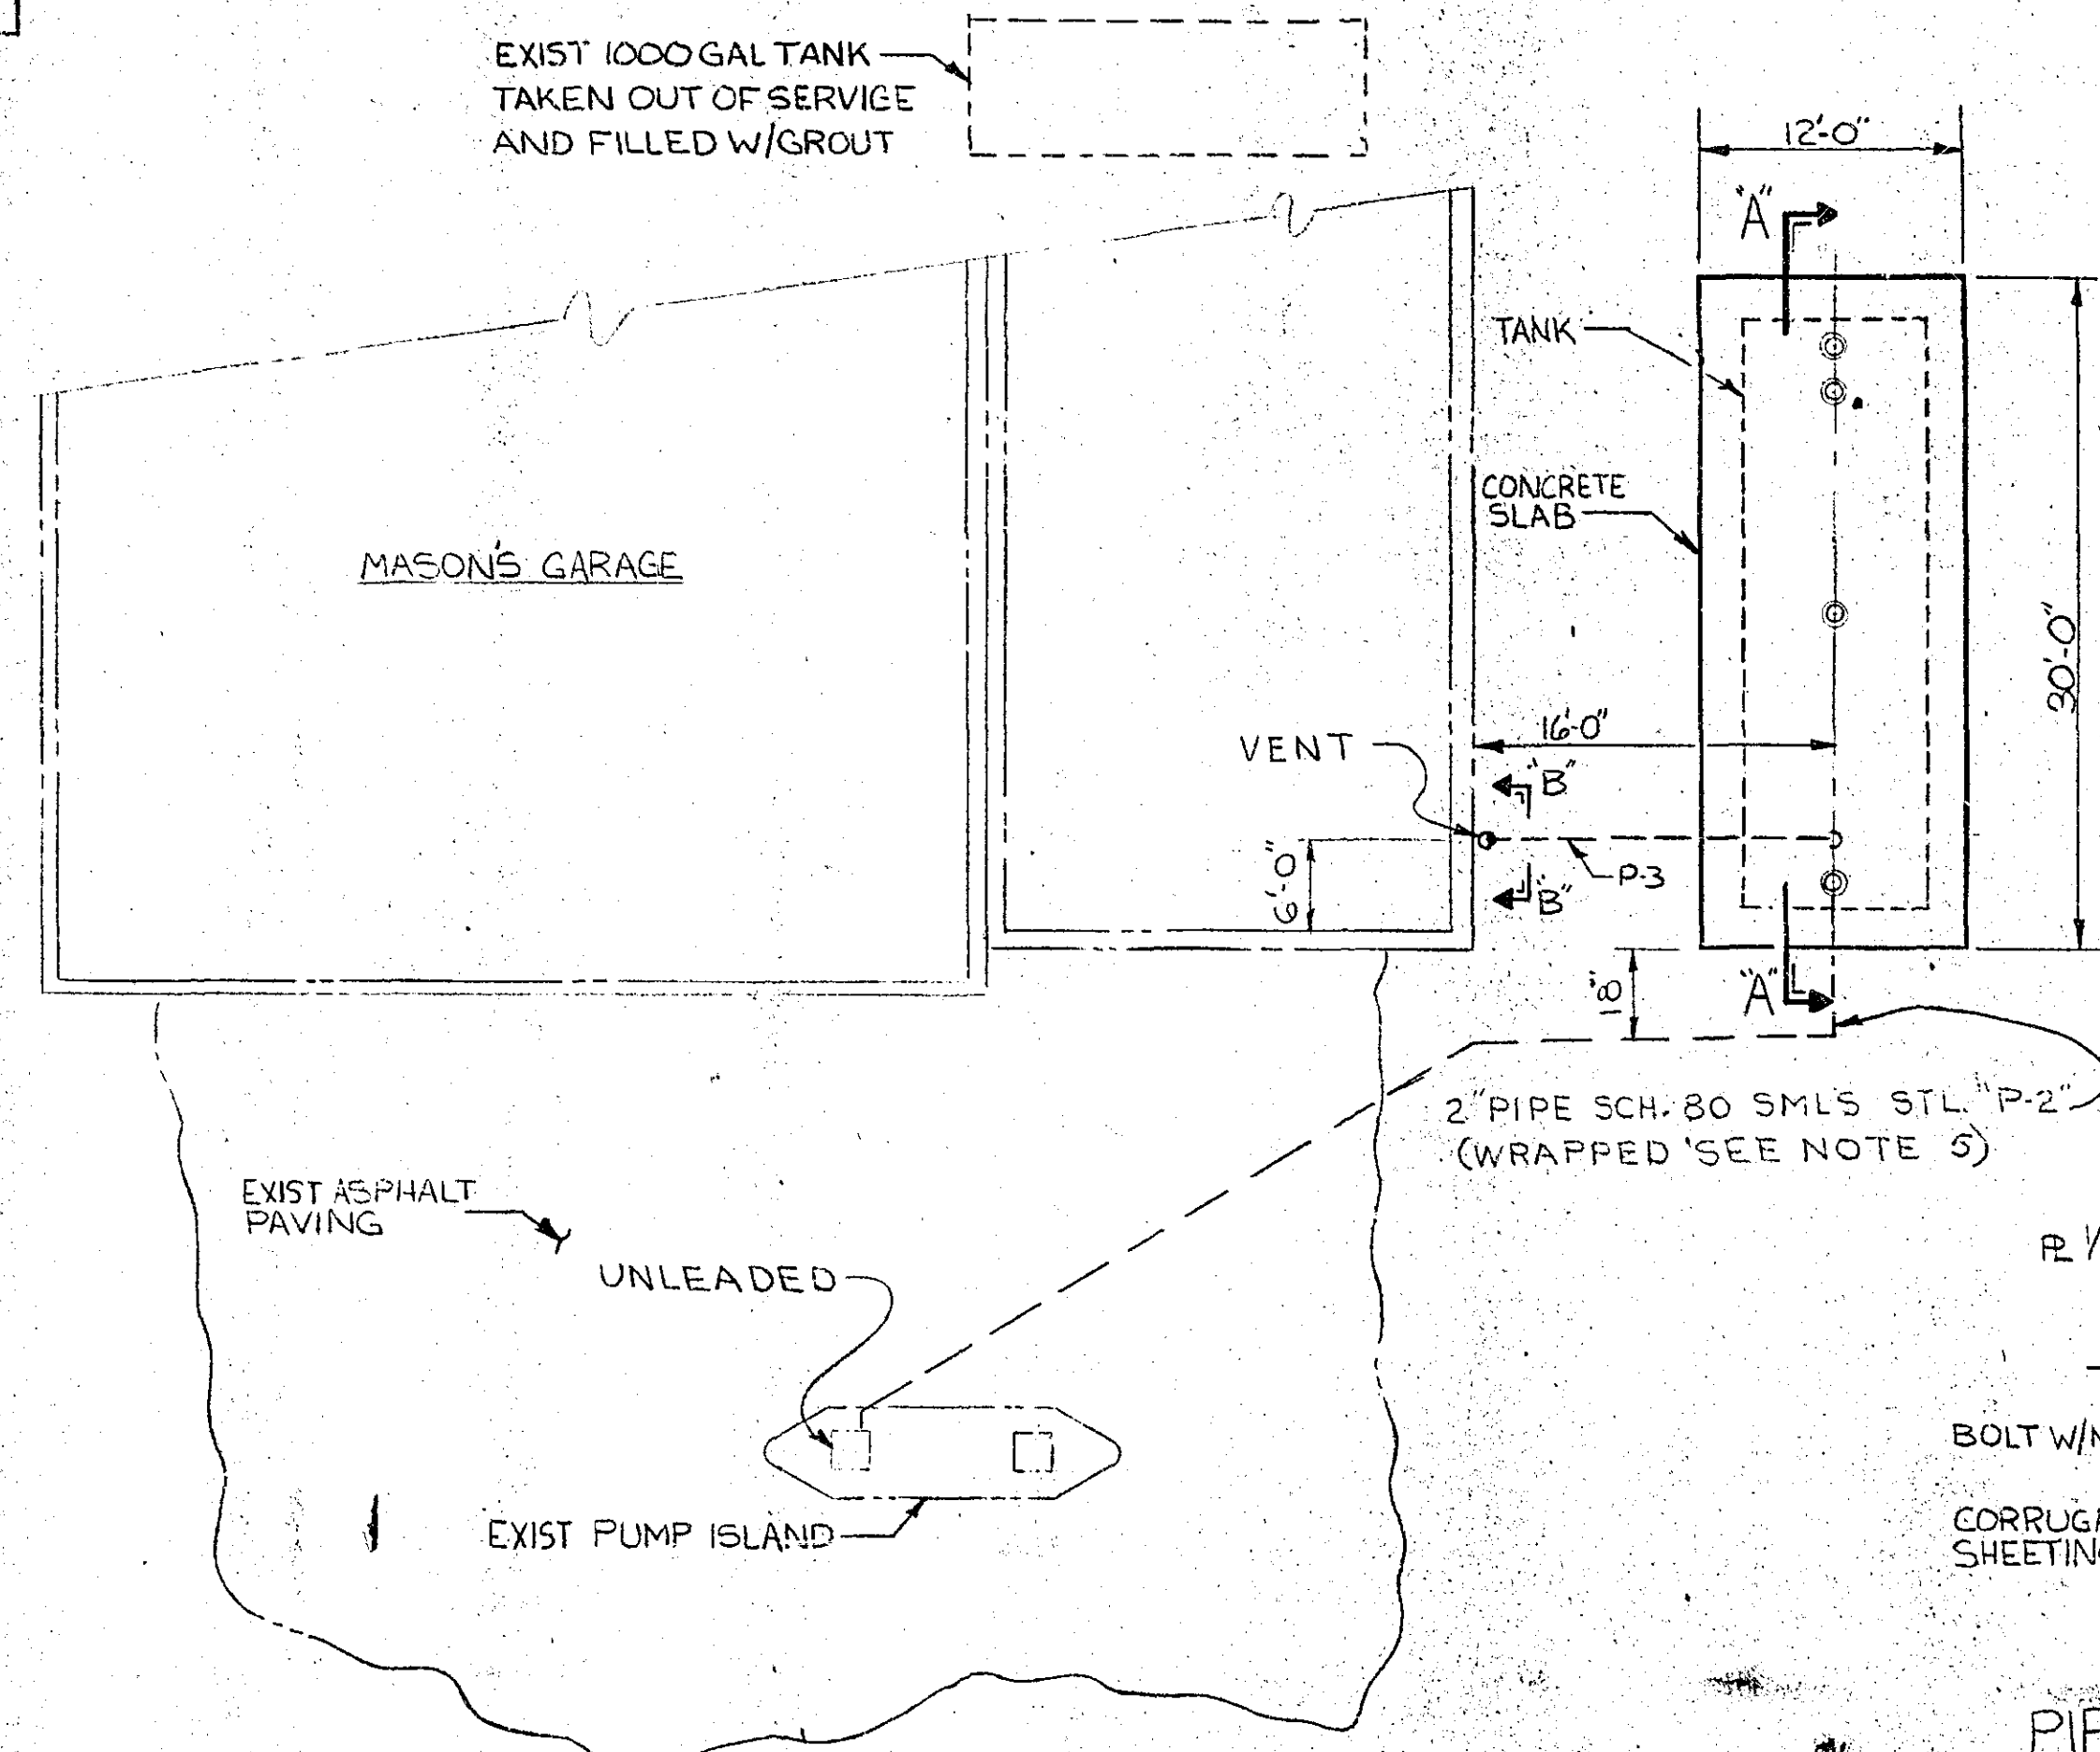 EXIST 1000 GAL TANK
TAKEN OUT OF SERVICE
AND FILLED W/GROUT
12'-0"
"A"
TANK
CONCRETE
SLAB
MASON'S GARAGE
30'-0"
16'-0"
VENT
"B"
6'-0"
P-3
"B"
"A"
2" PIPE SCH. 80 SMLS STL. "P-2"
(WRAPPED 'SEE NOTE 5)
EXIST ASPHALT
PAVING
UNLEADED
EXIST PUMP ISLAND
BOLT W/
CORRUGA
SHEETIN